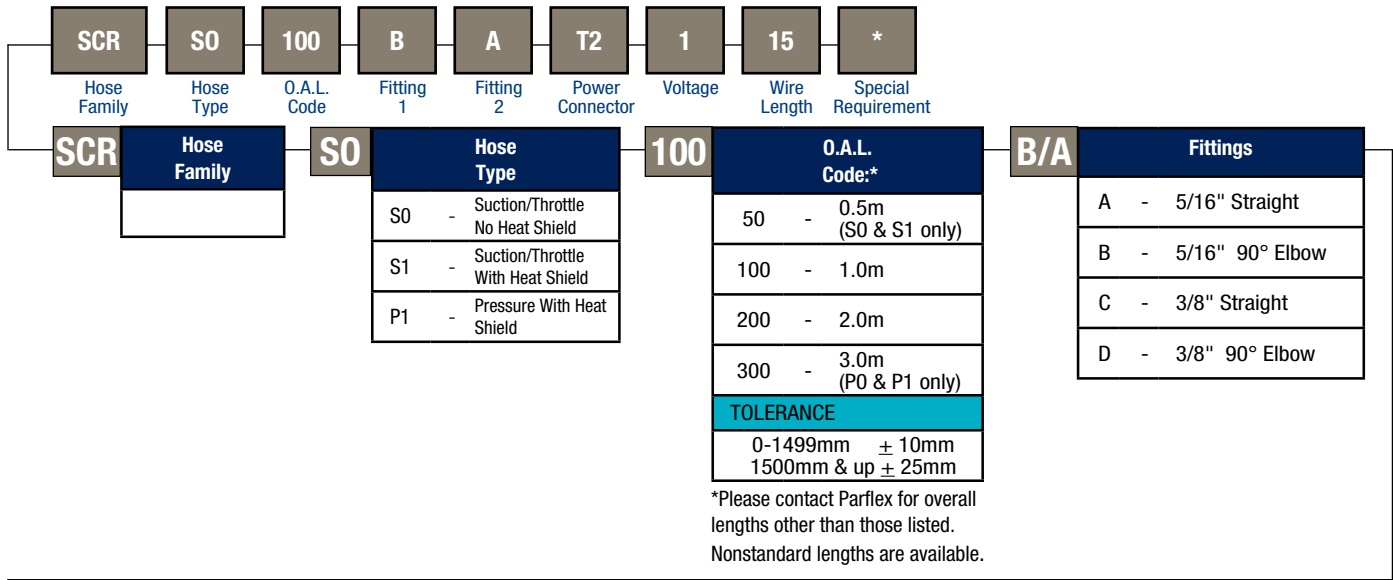 SCR S0 100 B A T2 1 15 *
Hose Family
Hose Type
O.A.L. Code
Fitting 1
Fitting 2
Power Connector
Voltage
Wire Length
Special Requirement
SCR
Hose Family
S0
Hose Type
S0 - Suction/Throttle No Heat Shield
S1 - Suction/Throttle With Heat Shield
P1 - Pressure With Heat Shield
100
O.A.L. Code:*
50 - 0.5m (S0 & S1 only)
100 - 1.0m
200 - 2.0m
300 - 3.0m (P0 & P1 only)
TOLERANCE
0-1499mm ± 10mm
1500mm & up ± 25mm
*Please contact Parflex for overall
lengths other than those listed.
Nonstandard lengths are available.
B/A
Fittings
A - 5/16" Straight
B - 5/16" 90° Elbow
C - 3/8" Straight
D - 3/8" 90° Elbow